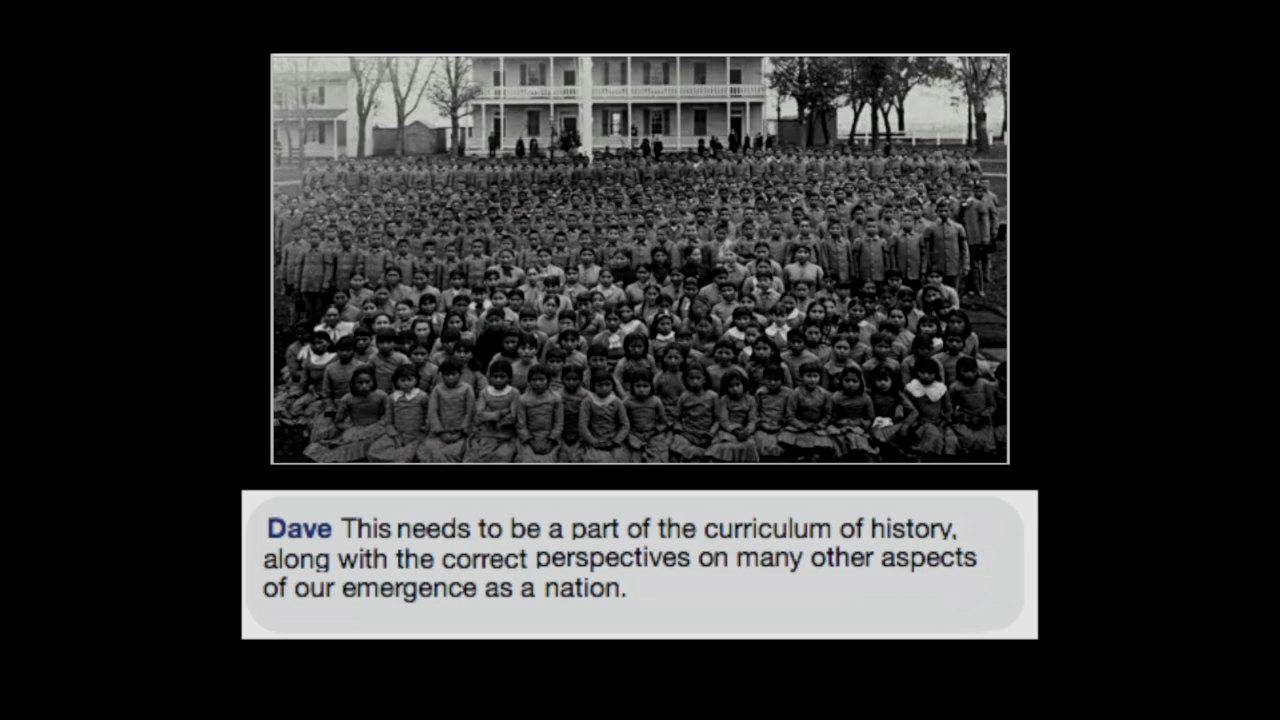 Dave This needs to be a part of the curriculum of history,
along with the correct perspectives on many other aspects
of our emergence as a nation.